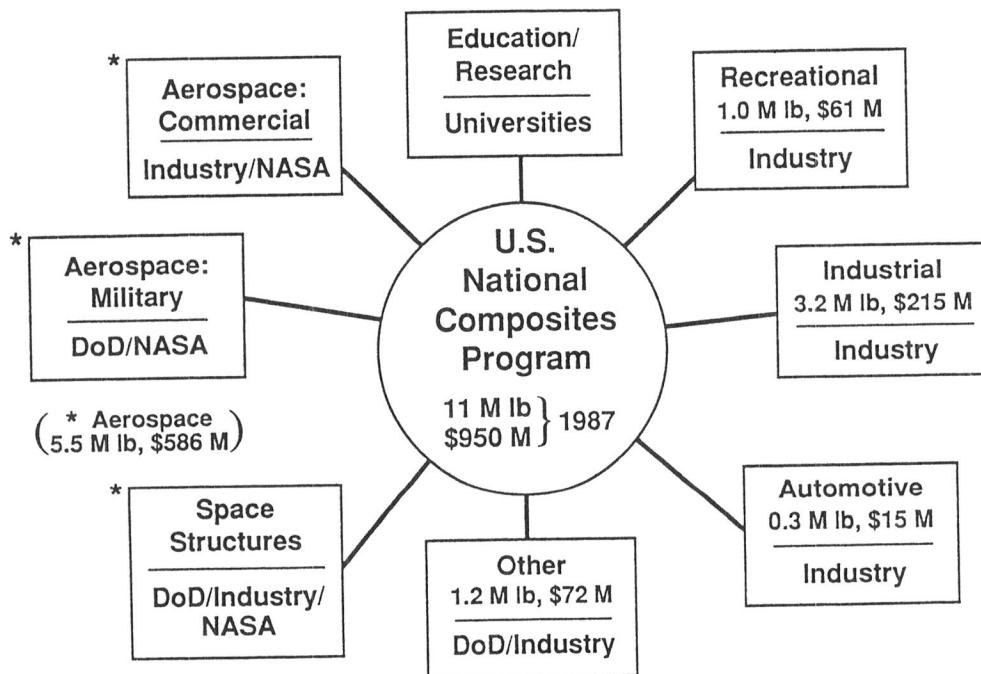 *
Aerospace:
Commercial
Industry/NASA
Education/
Research
Universities
Recreational
1.0 M lb, $61 M
Industry
*
Aerospace:
Military
DoD/NASA
U.S.
National
Composites
Program
11 M lb
$950 M } 1987
Industrial
3.2 M lb, $215 M
Industry
( * Aerospace
5.5 M lb, $586 M )
*
Space
Structures
DoD/Industry/
NASA
Other
1.2 M lb, $72 M
DoD/Industry
Automotive
0.3 M lb, $15 M
Industry